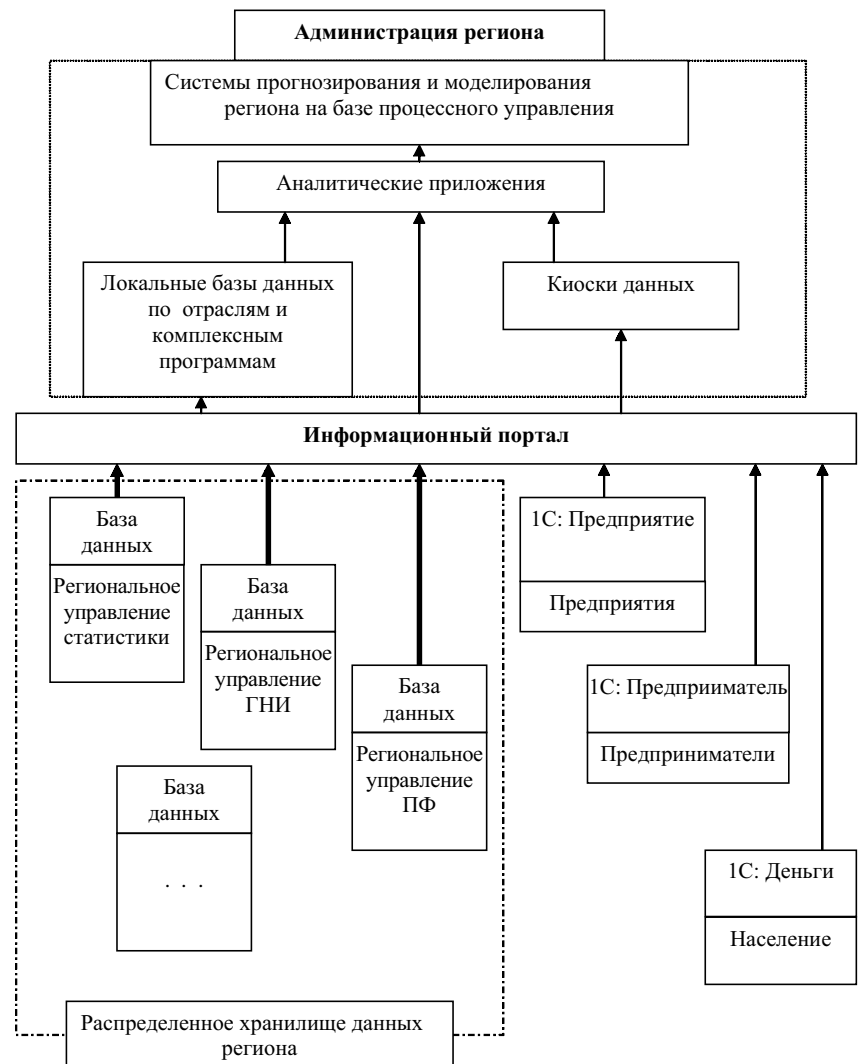 Администрация региона
Системы прогнозирования и моделирования
региона на базе процессного управления
Аналитические приложения
Локальные базы данных
по отраслям и
комплексным
программам
Киоски данных
Информационный портал
База
данных
Региональное
управление
статистики
База
данных
Региональное
управление
ГНИ
База
данных
Региональное
управление
ПФ
База
данных
. . .
1С: Предприятие
Предприятия
1С: Предприиматель
Предприниматели
1С: Деньги
Население
Распределенное хранилище данных
региона